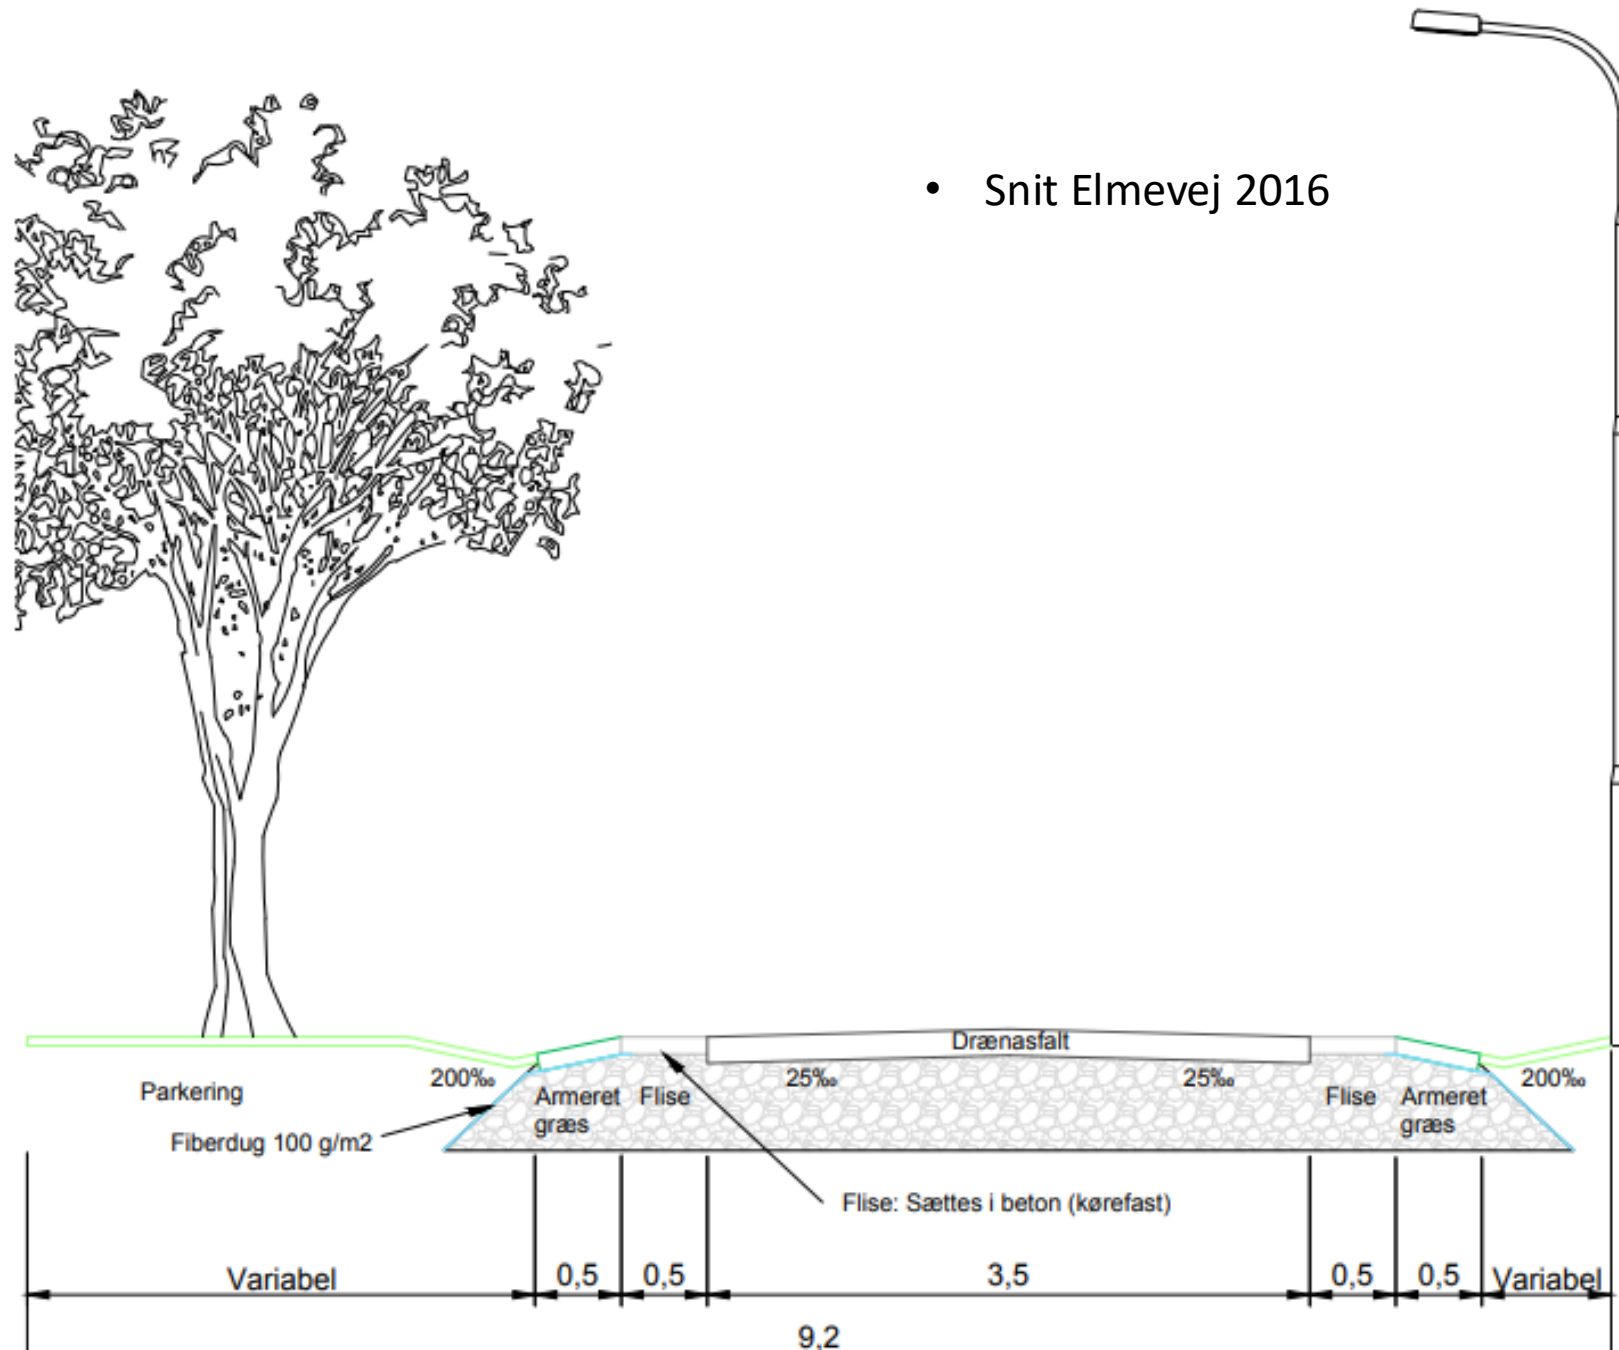 • Snit Elmevej 2016
Drænasfalt
200‰
25‰
25‰
200‰
Parkering
Armeret
græs
Flise
Flise
Armeret
græs
Fiberdug 100 g/m2
Flise: Sættes i beton (kørefast)
Variabel
0,5
0,5
3,5
0,5
0,5
Variabel
9,2